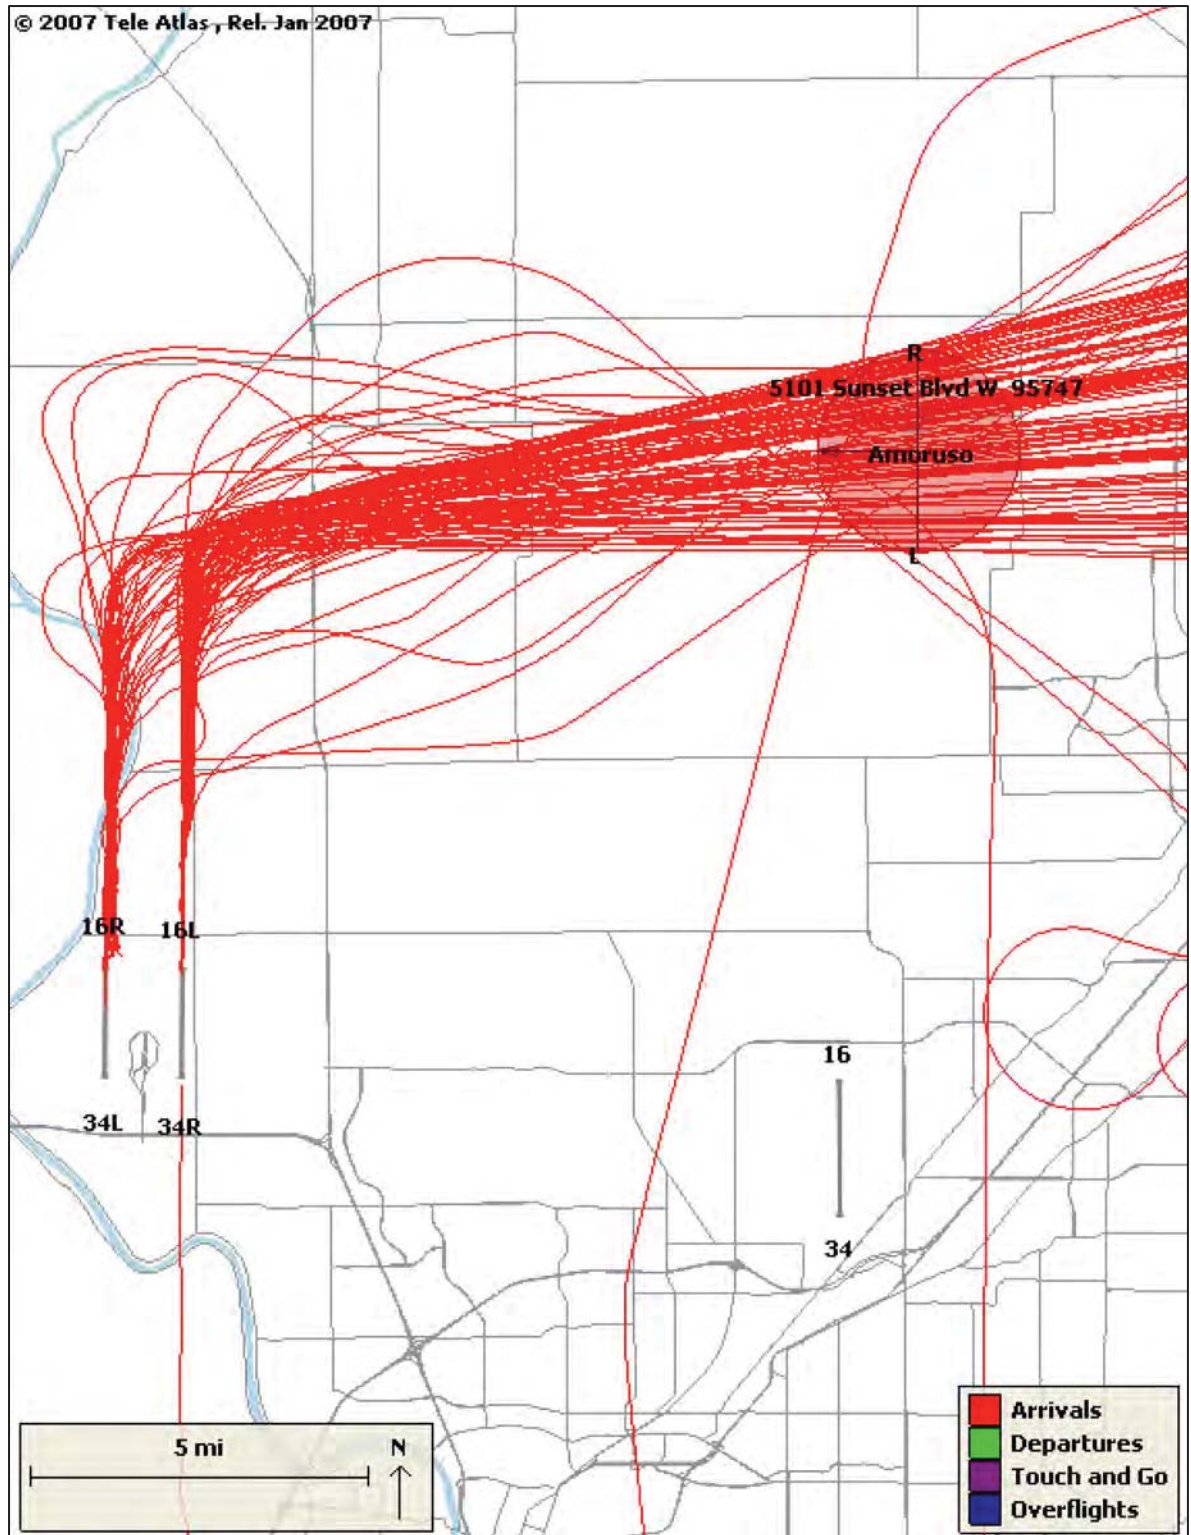 © 2007 Tele Atlas , Rel. Jan 2007
R
5101 Sunset Blvd W 95747
Amoruso
L
16R 16L
16
34L 34R
34
5 mi N
Arrivals
Departures
Touch and Go
Overflights